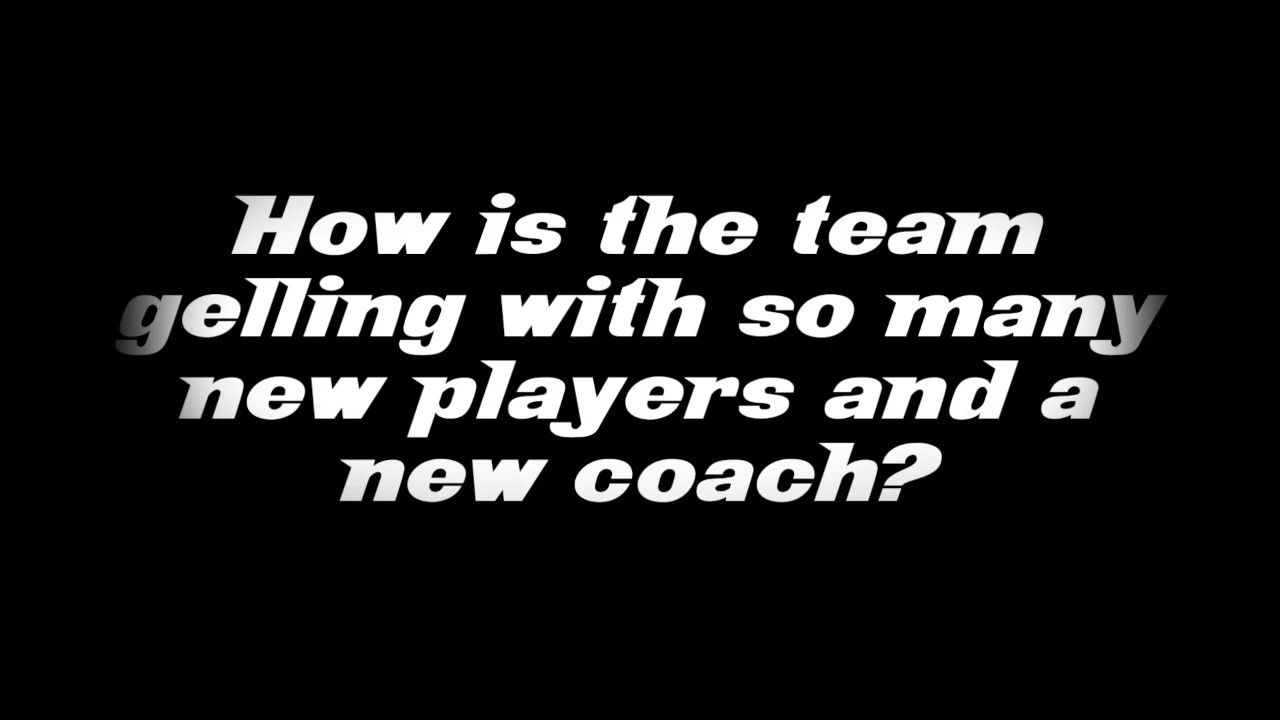 How is the team
gelling with so many
new players and a
new coach?